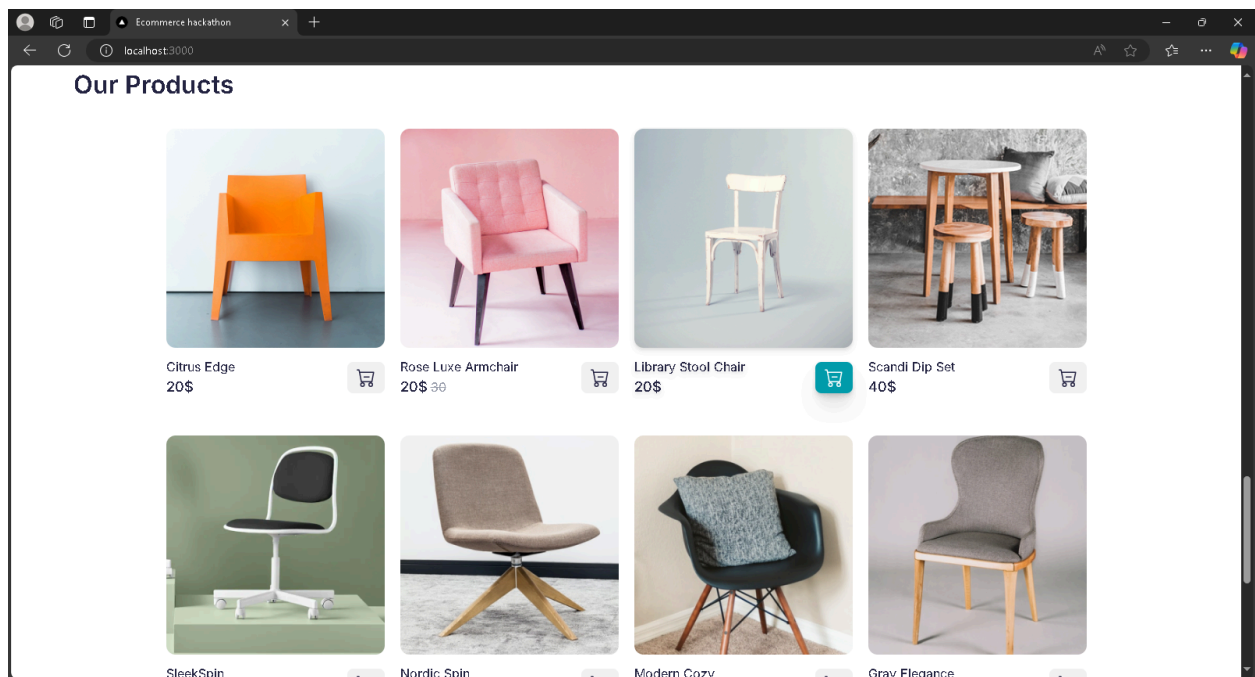 Ecommerce hackathon
localhost:3000
Our Products
Citrus Edge
20$
Rose Luxe Armchair
20$ 30
Library Stool Chair
20$
Scandi Dip Set
40$
SleekSpin
Nordic Spin
Modern Cozy
Gray Elegance